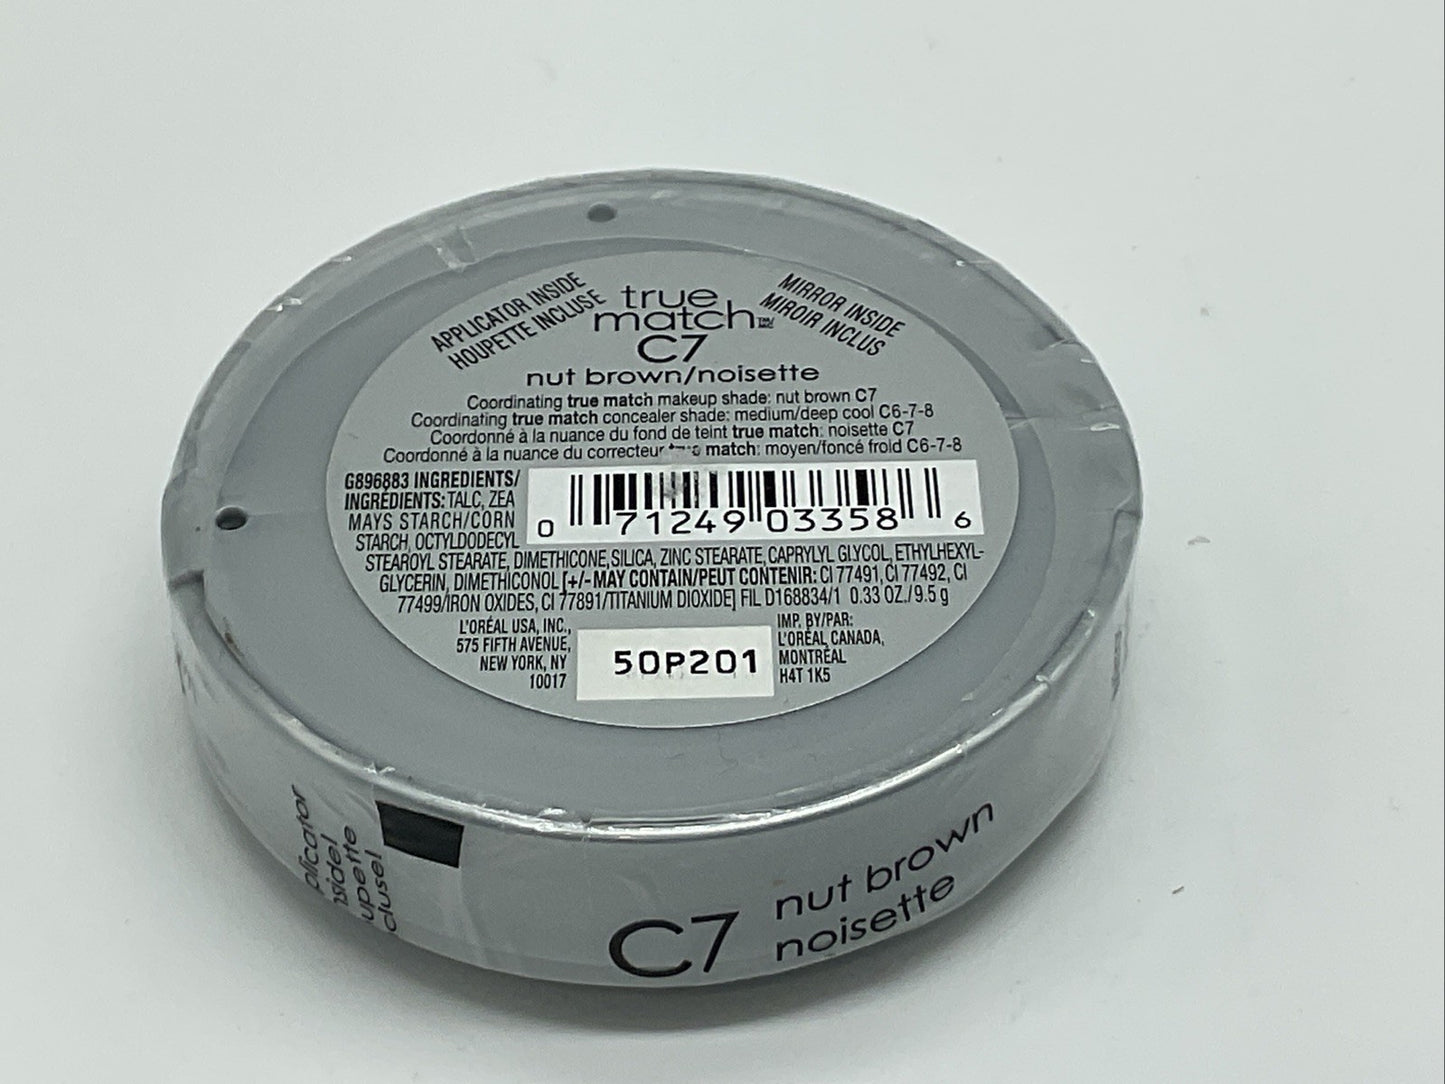 APPLICATOR INSIDE
HOUPETTE INCLUSE
true
match™/MC
MIRROR INSIDE
MIROIR INCLUS
C7
nut brown/noisette
Coordinating true match makeup shade: nut brown C7
Coordinating true match concealer shade: medium/deep cool C6-7-8
Coordonné à la nuance du fond de teint true match: noisette C7
Coordonné à la nuance du correcteur true match: moyen/foncé froid C6-7-8
G896883 INGREDIENTS/
INGRÉDIENTS: TALC, ZEA
MAYS STARCH/CORN
STARCH, OCTYLDODECYL
STEAROYL STEARATE, DIMETHICONE, SILICA, ZINC STEARATE, CAPRYLYL GLYCOL, ETHYLHEXYL-
GLYCERIN, DIMETHICONOL [+/- MAY CONTAIN/PEUT CONTENIR: CI 77491, CI 77492, CI
77499/IRON OXIDES, CI 77891/TITANIUM DIOXIDE] FIL D168834/1 0.33 OZ./9.5 g
0 71249 03358 6
L'ORÉAL USA, INC.,
575 FIFTH AVENUE,
NEW YORK, NY
10017
50P201
IMP. BY/PAR:
L'ORÉAL CANADA,
MONTRÉAL
H4T 1K5
plicator
nside!
upette
cluse!
C7
nut brown
noisette